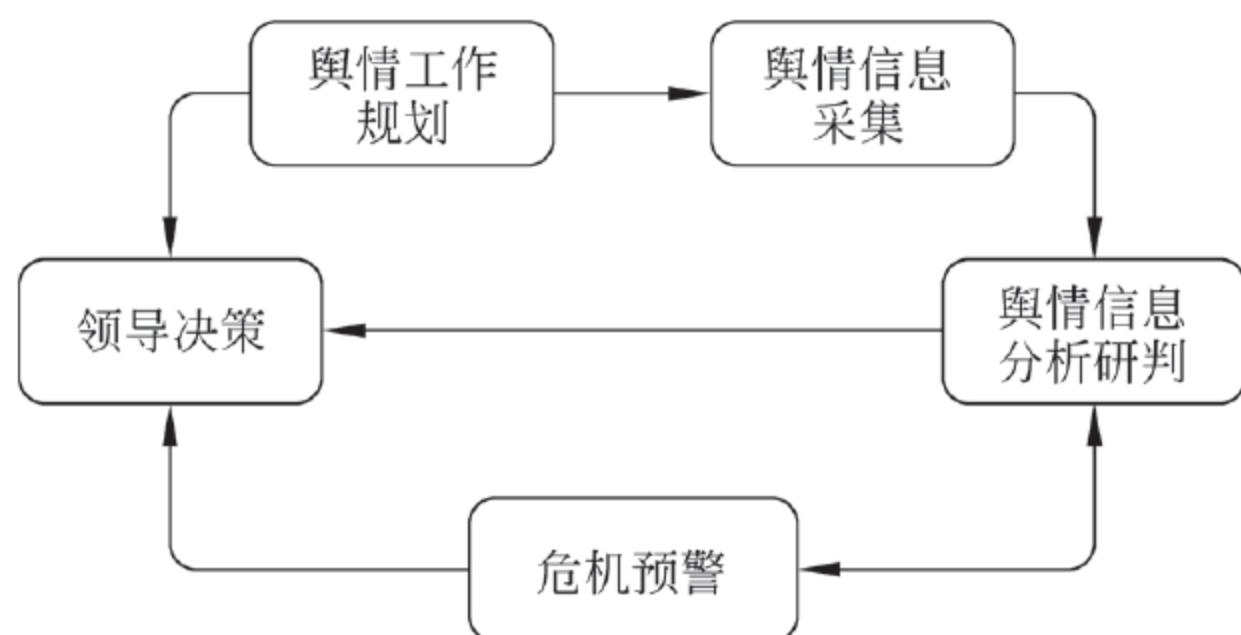 舆情工作
规划
舆情信息
采集
领导决策
舆情信息
分析研判
危机预警